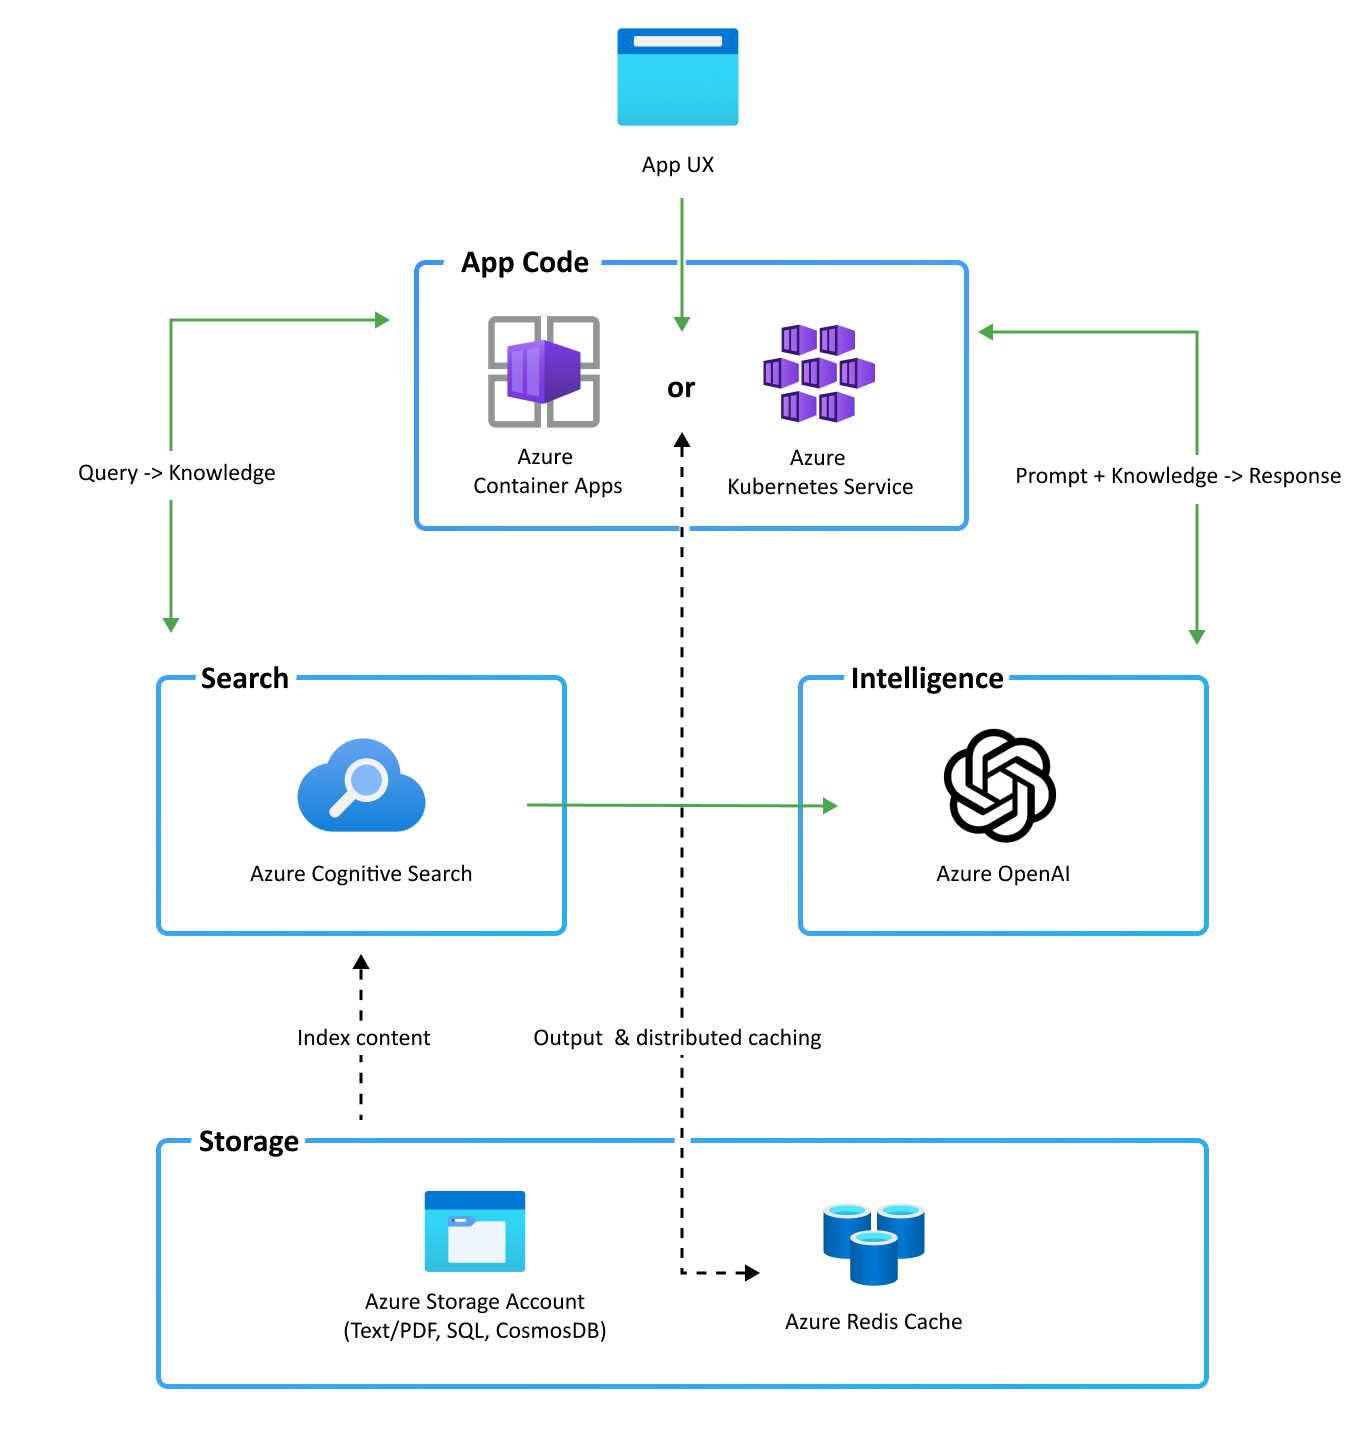 App UX
App Code
or
Azure
Container Apps
Azure
Kubernetes Service
Query -> Knowledge
Prompt + Knowledge -> Response
Search
Azure Cognitive Search
Intelligence
Azure OpenAI
Index content
Output & distributed caching
Storage
Azure Storage Account
(Text/PDF, SQL, CosmosDB)
Azure Redis Cache